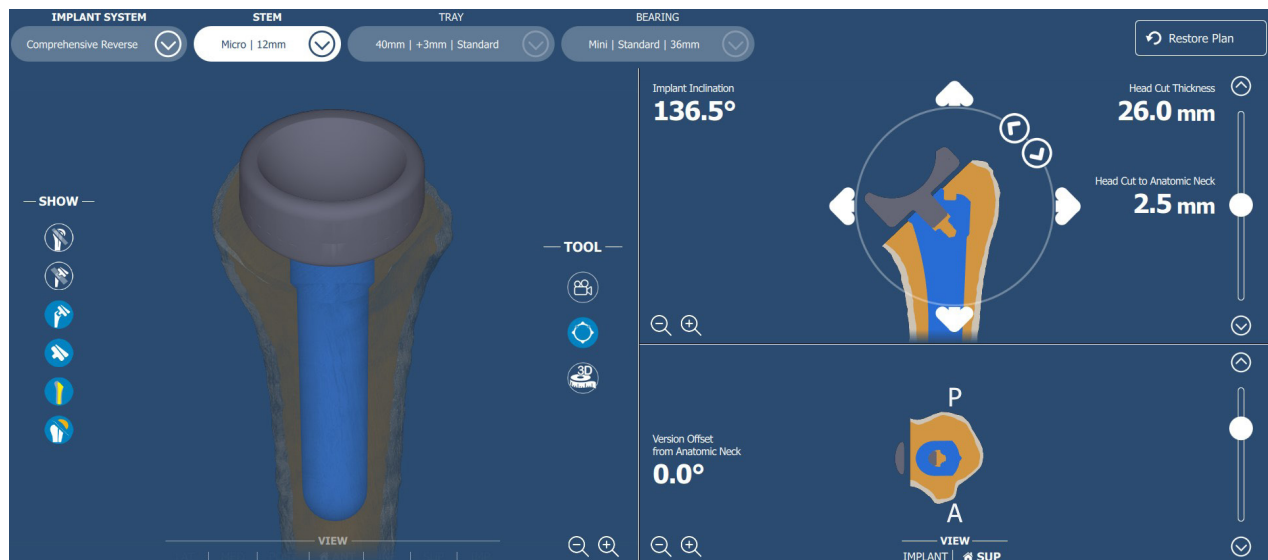 IMPLANT SYSTEM
STEM
TRAY
BEARING
Comprehensive Reverse
Micro | 12mm
40mm | +3mm | Standard
Mini | Standard | 36mm
Restore Plan
Implant Inclination
136.5°
Head Cut Thickness
26.0 mm
Head Cut to Anatomic Neck
2.5 mm
SHOW
TOOL
3D
P
Version Offset
from Anatomic Neck
0.0°
A
VIEW
VIEW
IMPLANT | SUP